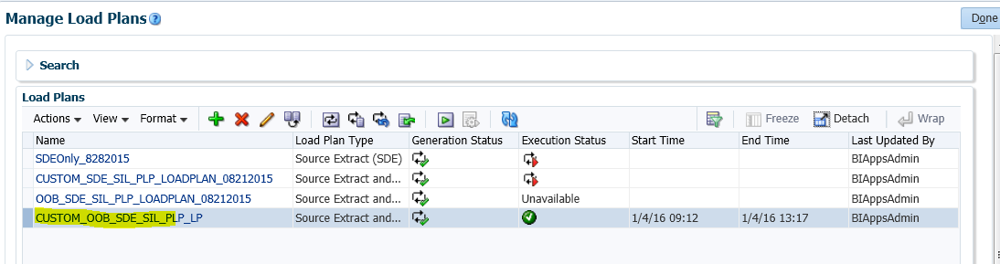 Manage Load Plans ?
Done
Search
Load Plans
Actions View Format Freeze Detach Wrap
Name Load Plan Type Generation Status Execution Status Start Time End Time Last Updated By
SDEOnly_8282015 Source Extract (SDE) BIAppsAdmin
CUSTOM_SDE_SIL_PLP_LOADPLAN_08212015 Source Extract and... BIAppsAdmin
OOB_SDE_SIL_PLP_LOADPLAN_08212015 Source Extract and... Unavailable BIAppsAdmin
CUSTOM_OOB_SDE_SIL_PLP_LP Source Extract and... 1/4/16 09:12 1/4/16 13:17 BIAppsAdmin